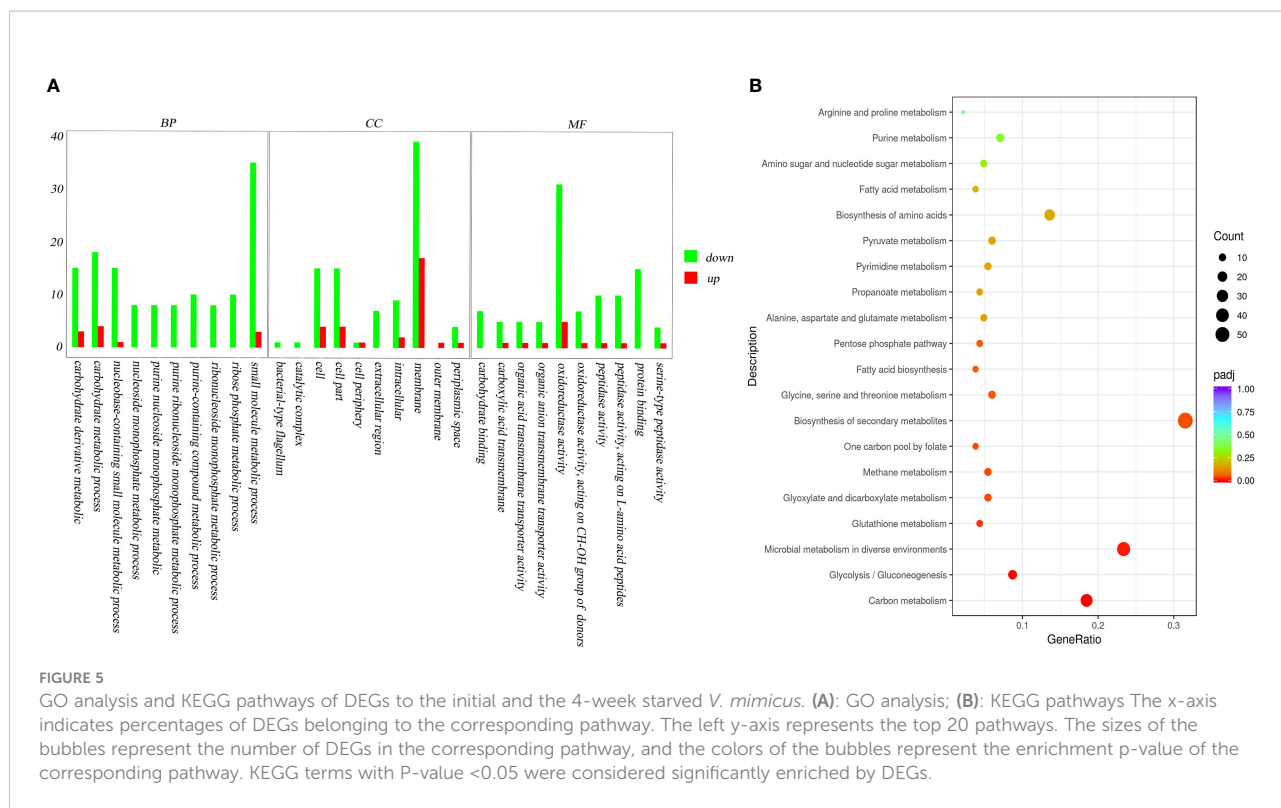 A
BP
CC
MF
40
30
20
10
0
down
up
carbohydrate derivative metabolic
carbohydrate metabolic process
nucleobase-containing small molecule metabolic process
nucleoside monophosphate metabolic process
purine nucleoside monophosphate metabolic
purine ribonucleoside monophosphate metabolic process
purine-containing compound metabolic process
ribonucleoside monophosphate metabolic process
ribose phosphate metabolic process
small molecule metabolic process
bacterial-type flagellum
catalytic complex
cell
cell part
cell periphery
extracellular region
intracellular
membrane
outer membrane
periplasmic space
carbohydrate binding
carboxylic acid transmembrane
organic acid transmembrane transporter activity
organic anion transmembrane transporter activity
oxidoreductase activity
oxidoreductase activity, acting on CH-OH group of donors
peptidase activity
peptidase activity, acting on L-amino acid peptides
protein binding
serine-type peptidase activity
B
Description
Arginine and proline metabolism
Purine metabolism
Amino sugar and nucleotide sugar metabolism
Fatty acid metabolism
Biosynthesis of amino acids
Pyruvate metabolism
Pyrimidine metabolism
Propanoate metabolism
Alanine, aspartate and glutamate metabolism
Pentose phosphate pathway
Fatty acid biosynthesis
Glycine, serine and threonine metabolism
Biosynthesis of secondary metabolites
One carbon pool by folate
Methane metabolism
Glyoxylate and dicarboxylate metabolism
Glutathione metabolism
Microbial metabolism in diverse environments
Glycolysis / Gluconeogenesis
Carbon metabolism
0.1
0.2
0.3
GeneRatio
Count
10
20
30
40
50
padj
1.00
0.75
0.50
0.25
0.00
FIGURE 5
GO analysis and KEGG pathways of DEGs to the initial and the 4-week starved V. mimicus. (A): GO analysis; (B): KEGG pathways The x-axis
indicates percentages of DEGs belonging to the corresponding pathway. The left y-axis represents the top 20 pathways. The sizes of the
bubbles represent the number of DEGs in the corresponding pathway, and the colors of the bubbles represent the enrichment p-value of the
corresponding pathway. KEGG terms with P-value <0.05 were considered significantly enriched by DEGs.